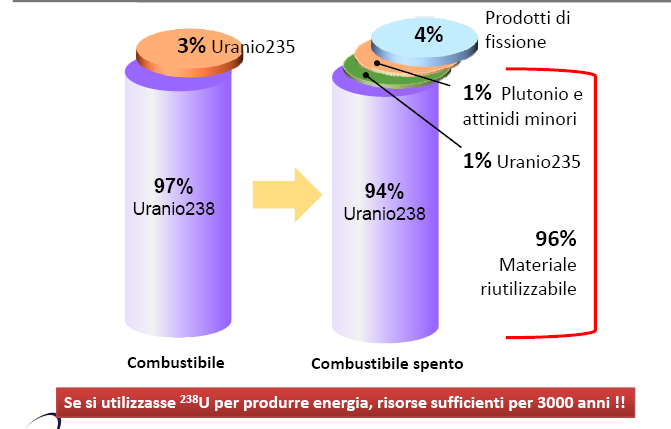 3% Uranio235
97%
Uranio238
Combustibile
4%
Prodotti di
fissione
1% Plutonio e
attinidi minori
1% Uranio235
94%
Uranio238
96%
Materiale
riutilizzabile
Combustibile spento
Se si utilizzasse ²³⁸U per produrre energia, risorse sufficienti per 3000 anni !!